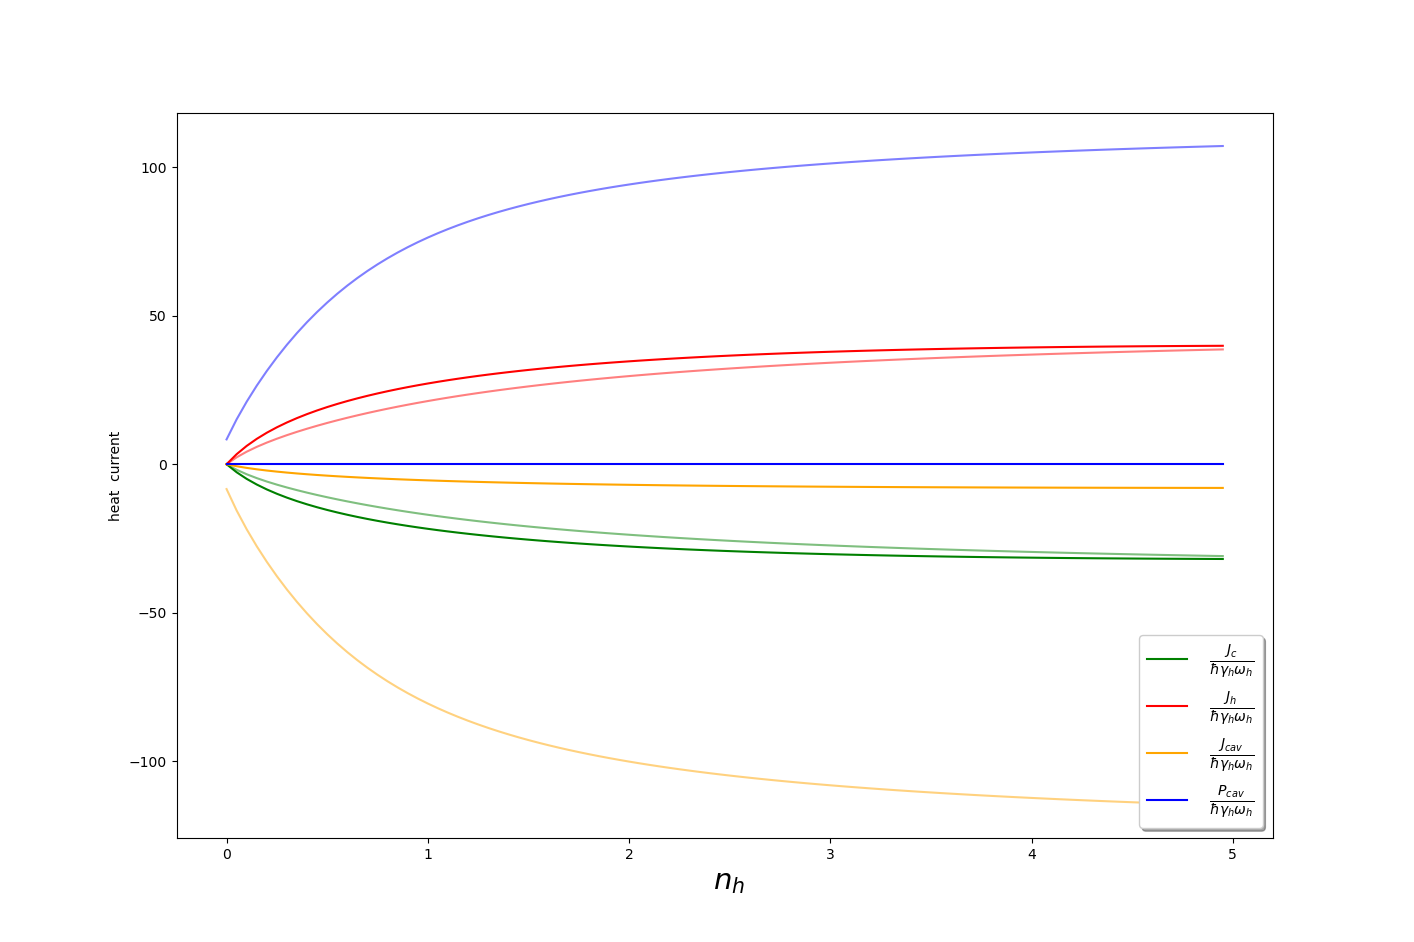 100
50
0
−50
−100
heat current
0 1 2 3 4 5
n_h
J_c
ħγ_hω_h
J_h
ħγ_hω_h
J_cav
ħγ_hω_h
P_cav
ħγ_hω_h